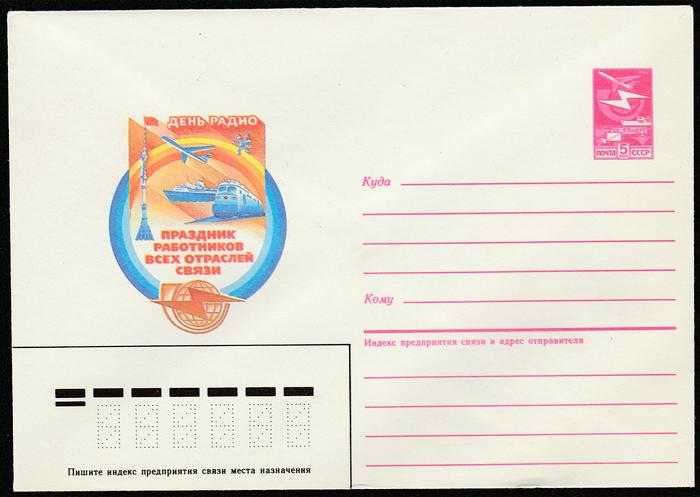 ДЕНЬ РАДИО
ПРАЗДНИК
РАБОТНИКОВ
ВСЕХ ОТРАСЛЕЙ
СВЯЗИ
ПОЧТА 5 СССР
Куда
Кому
Индекс предприятия связи и адрес отправителя
Пишите индекс предприятия связи места назначения